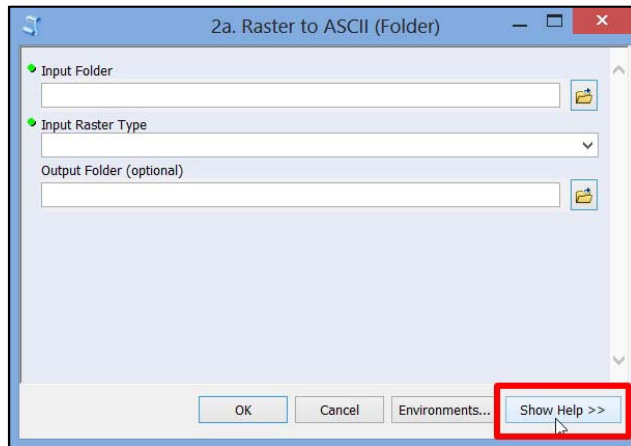 2a. Raster to ASCII (Folder)
Input Folder
Input Raster Type
Output Folder (optional)
OK Cancel Environments... Show Help >>